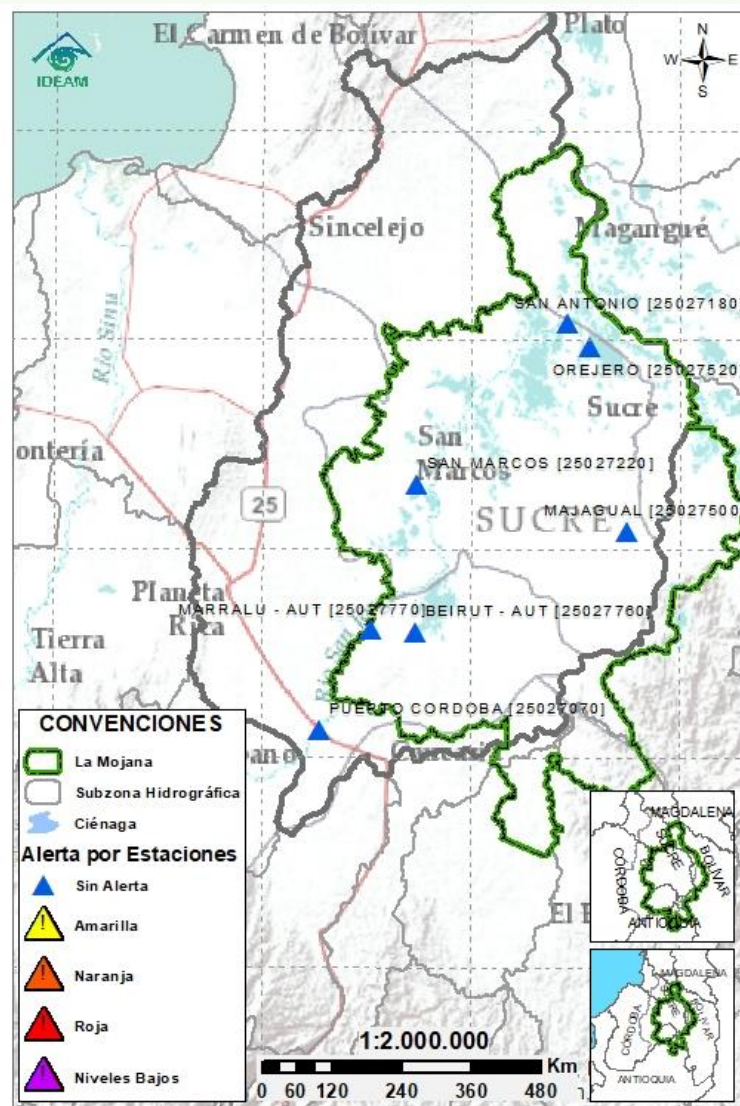 IDEAM
El Carmen de Bolívar
Plato
N
W E
S
Sincelejo
Magangué
SAN ANTONIO [25027180
OREJERO [25027520
Río Sinú
Sucre
ontería
San
Marcos
SAN MARCOS [25027220]
25
MAJAGUAL [25027500
SUCRE
Planeta
Rica
MARRALU - AUT [25027770]
BEIRUT - AUT [25027760]
Tierra
Alta
PUERTO CORDOBA [25027070]
CONVENCIONES
La Mojana
Subzona Hidrográfica
Ciénaga
Alerta por Estaciones
Sin Alerta
Amarilla
Naranja
Roja
Niveles Bajos
El B
1:2.000.000
Km
0 60 120 240 360 480
MAGDALENA
SUCRE
BOLÍVAR
CÓRDOBA
ANTIOQUIA
MAGDALENA
SUCRE
BOLÍVAR
CÓRDOBA
ANTIOQUIA